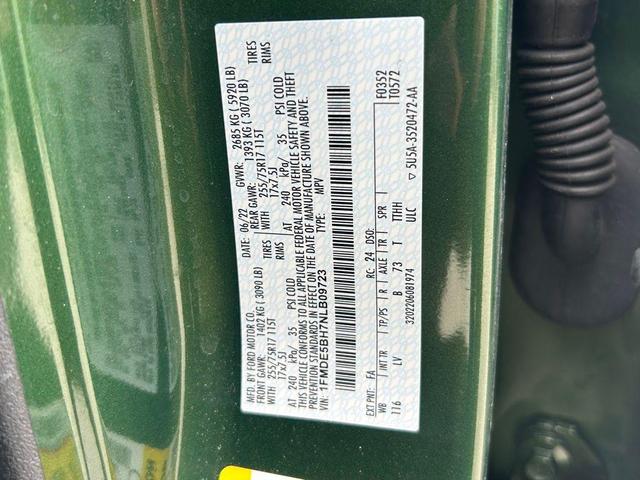 MFD. BY FORD MOTOR CO.
DATE: 06/22 GVWR: 2685 KG ( 5920 LB)
FRONT GAWR: 1402 KG ( 3090 LB) REAR GAWR: 1393 KG ( 3070 LB)
WITH 255/75R17 115T TIRES WITH 255/75R17 115T TIRES
17x7.5J RIMS 17x7.5J RIMS
AT 240 kPa/ 35 PSI COLD AT 240 kPa/ 35 PSI COLD
THIS VEHICLE CONFORMS TO ALL APPLICABLE FEDERAL MOTOR VEHICLE SAFETY AND THEFT
PREVENTION STANDARDS IN EFFECT ON THE DATE OF MANUFACTURE SHOWN ABOVE.
VIN: 1FMDE5BH7NLB09723 TYPE: MPV
EXT PNT: FA RC: 24 DSO: F0352
T0572
WB INT TR TP/PS R AXLE TR SPR
116 LV B 73 T TTHH
ULC
3202206081974 5U5A-3520472-AA